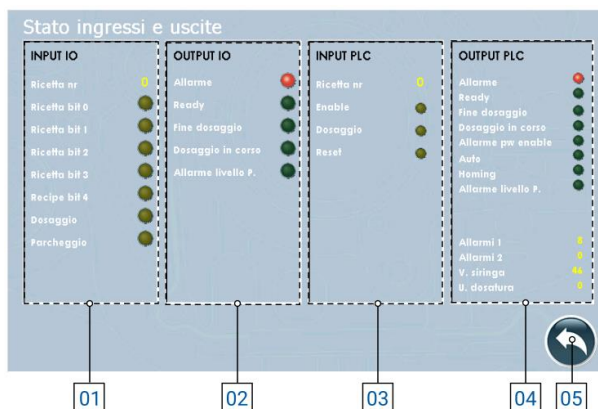 Stato ingressi e uscite
INPUT IO
Ricetta nr 0
Ricetta bit 0
Ricetta bit 1
Ricetta bit 2
Ricetta bit 3
Recipe bit 4
Dosaggio
Parcheggio
OUTPUT IO
Allarme
Ready
Fine dosaggio
Dosaggio in corso
Allarme livello P.
INPUT PLC
Ricetta nr 0
Enable
Dosaggio
Reset
OUTPUT PLC
Allarme
Ready
Fine dosaggio
Dosaggio in corso
Allarme pw enable
Auto
Homing
Allarme livello P.
Allarmi 1 8
Allarmi 2 0
V. siringa 46
U. dosatura 0
01
02
03
04
05